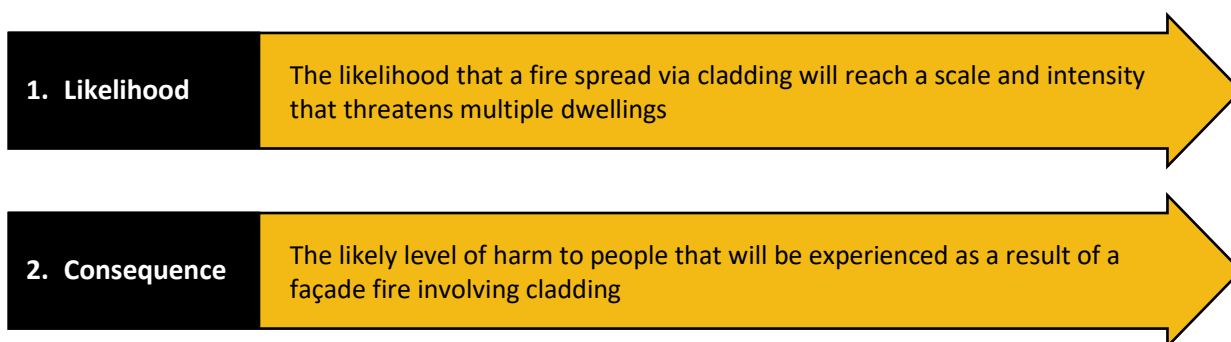 1. Likelihood
The likelihood that a fire spread via cladding will reach a scale and intensity
that threatens multiple dwellings
2. Consequence
The likely level of harm to people that will be experienced as a result of a
façade fire involving cladding